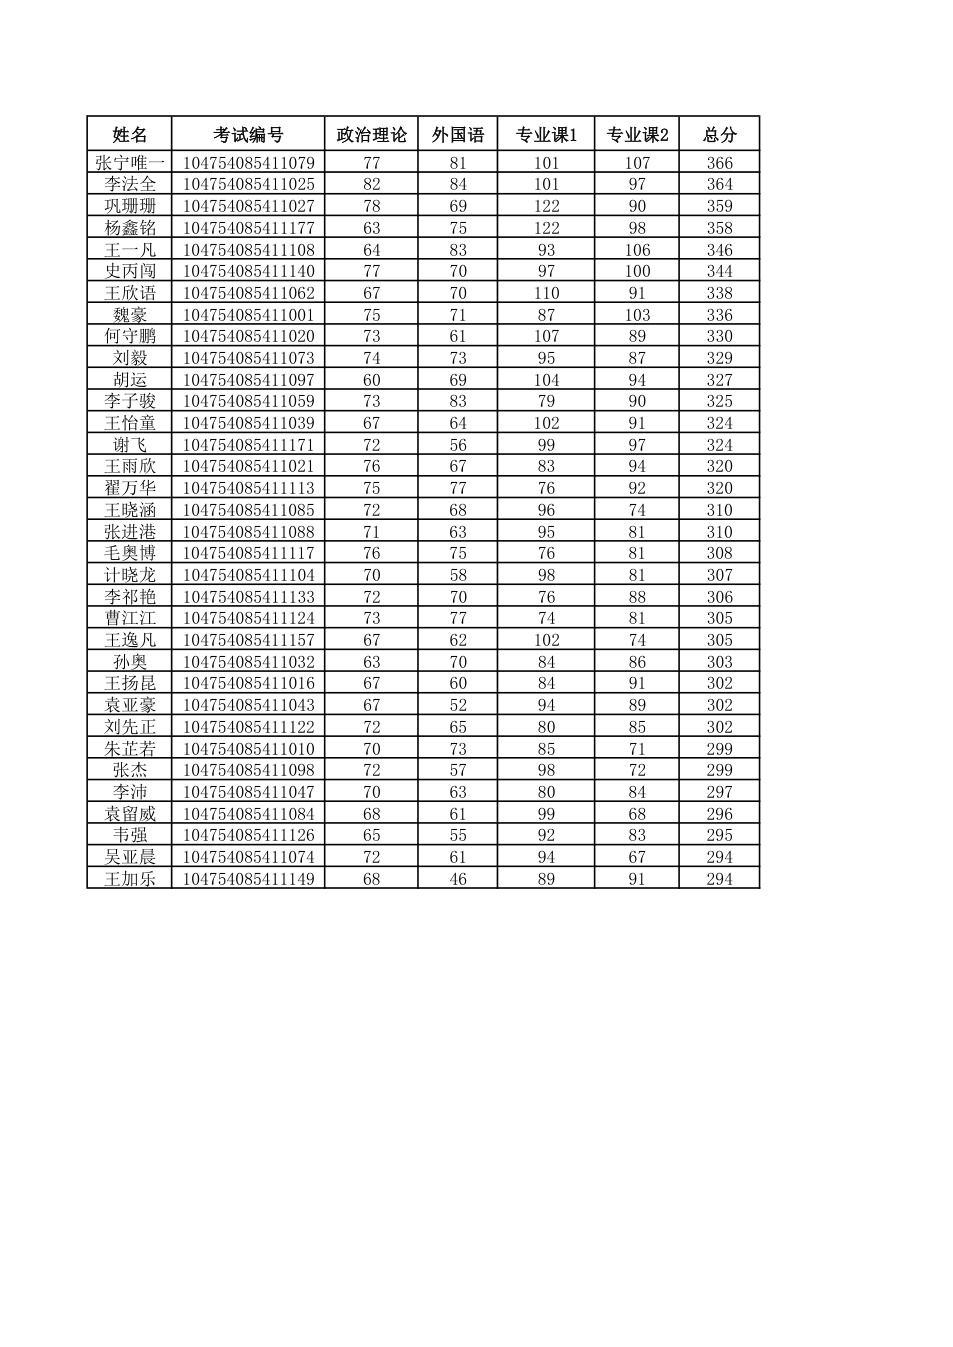 姓名 考试编号 政治理论 外国语 专业课1 专业课2 总分
张宁唯一 104754085411079 77 81 101 107 366
李法全 104754085411025 82 84 101 97 364
巩珊珊 104754085411027 78 69 122 90 359
杨鑫铭 104754085411177 63 75 122 98 358
王一凡 104754085411108 64 83 93 106 346
史丙闯 104754085411140 77 70 97 100 344
王欣语 104754085411062 67 70 110 91 338
魏豪 104754085411001 75 71 87 103 336
何守鹏 104754085411020 73 61 107 89 330
刘毅 104754085411073 74 73 95 87 329
胡运 104754085411097 60 69 104 94 327
李子骏 104754085411059 73 83 79 90 325
王怡童 104754085411039 67 64 102 91 324
谢飞 104754085411171 72 56 99 97 324
王雨欣 104754085411021 76 67 83 94 320
翟万华 104754085411113 75 77 76 92 320
王晓涵 104754085411085 72 68 96 74 310
张进港 104754085411088 71 63 95 81 310
毛奥博 104754085411117 76 75 76 81 308
计晓龙 104754085411104 70 58 98 81 307
李祁艳 104754085411133 72 70 76 88 306
曹江江 104754085411124 73 77 74 81 305
王逸凡 104754085411157 67 62 102 74 305
孙奥 104754085411032 63 70 84 86 303
王扬昆 104754085411016 67 60 84 91 302
袁亚豪 104754085411043 67 52 94 89 302
刘先正 104754085411122 72 65 80 85 302
朱芷若 104754085411010 70 73 85 71 299
张杰 104754085411098 72 57 98 72 299
李沛 104754085411047 70 63 80 84 297
袁留威 104754085411084 68 61 99 68 296
韦强 104754085411126 65 55 92 83 295
吴亚晨 104754085411074 72 61 94 67 294
王加乐 104754085411149 68 46 89 91 294